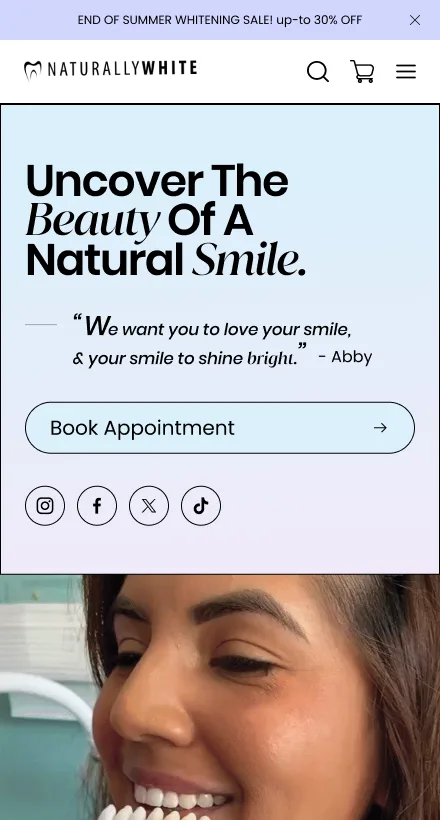 END OF SUMMER WHITENING SALE! up-to 30% OFF
NATURALLYWHITE
Uncover The
Beauty Of A
Natural Smile.
“We want you to love your smile,
& your smile to shine bright.” - Abby
Book Appointment →